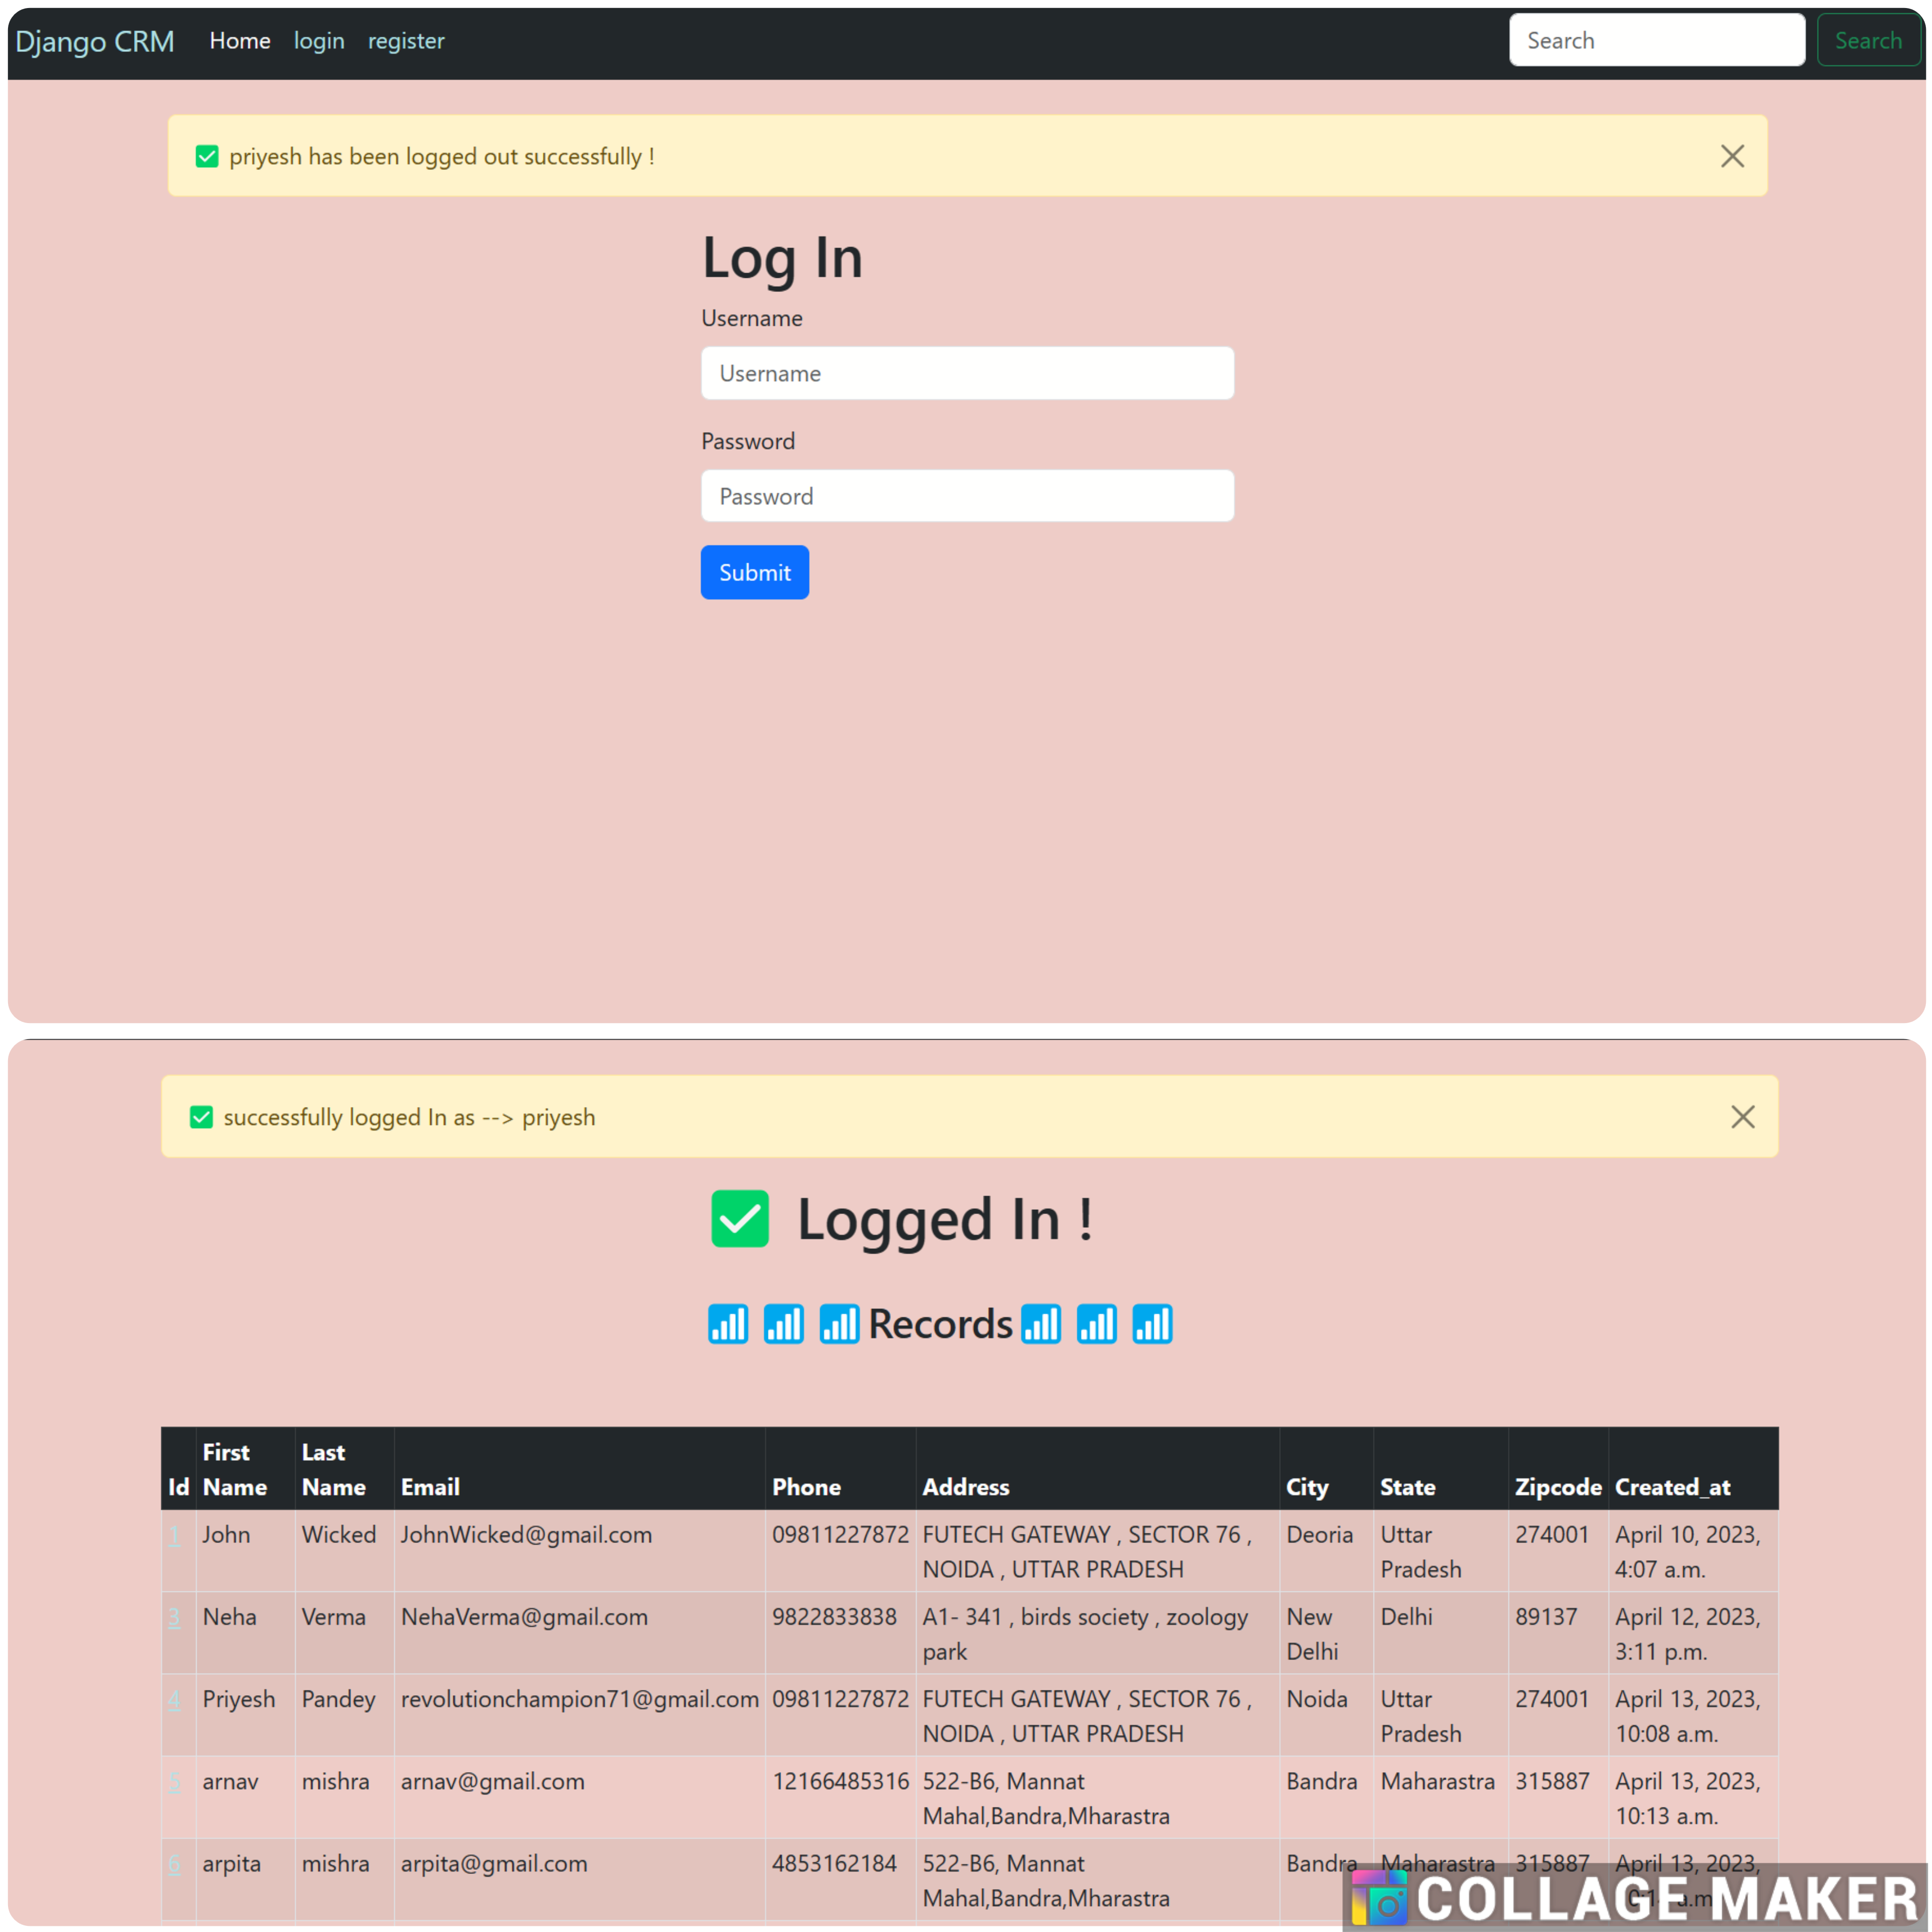 Django CRM Home login register Search Search
priyesh has been logged out successfully !
Log In
Username
Username
Password
Password
Submit
successfully logged In as --> priyesh
Logged In !
Records
Id First Name Last Name Email Phone Address City State Zipcode Created_at
1 John Wicked JohnWicked@gmail.com 09811227872 FUTECH GATEWAY , SECTOR 76 , Deoria Uttar 274001 April 10, 2023,
NOIDA , UTTAR PRADESH Pradesh 4:07 a.m.
3 Neha Verma NehaVerma@gmail.com 9822833838 A1- 341 , birds society , zoology New Delhi 89137 April 12, 2023,
park Delhi 3:11 p.m.
4 Priyesh Pandey revolutionchampion71@gmail.com 09811227872 FUTECH GATEWAY , SECTOR 76 , Noida Uttar 274001 April 13, 2023,
NOIDA , UTTAR PRADESH Pradesh 10:08 a.m.
5 arnav mishra arnav@gmail.com 12166485316 522-B6, Mannat Bandra Maharastra 315887 April 13, 2023,
Mahal,Bandra,Mharastra 10:13 a.m.
6 arpita mishra arpita@gmail.com 4853162184 522-B6, Mannat Bandra Maharastra 315887 April 13, 2023,
Mahal,Bandra,Mharastra
COLLAGE MAKER